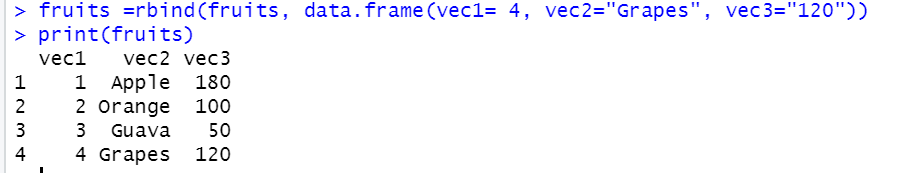 > fruits =rbind(fruits, data.frame(vec1= 4, vec2="Grapes", vec3="120"))
> print(fruits)
  vec1   vec2 vec3
1    1  Apple  180
2    2 Orange  100
3    3  Guava   50
4    4 Grapes  120